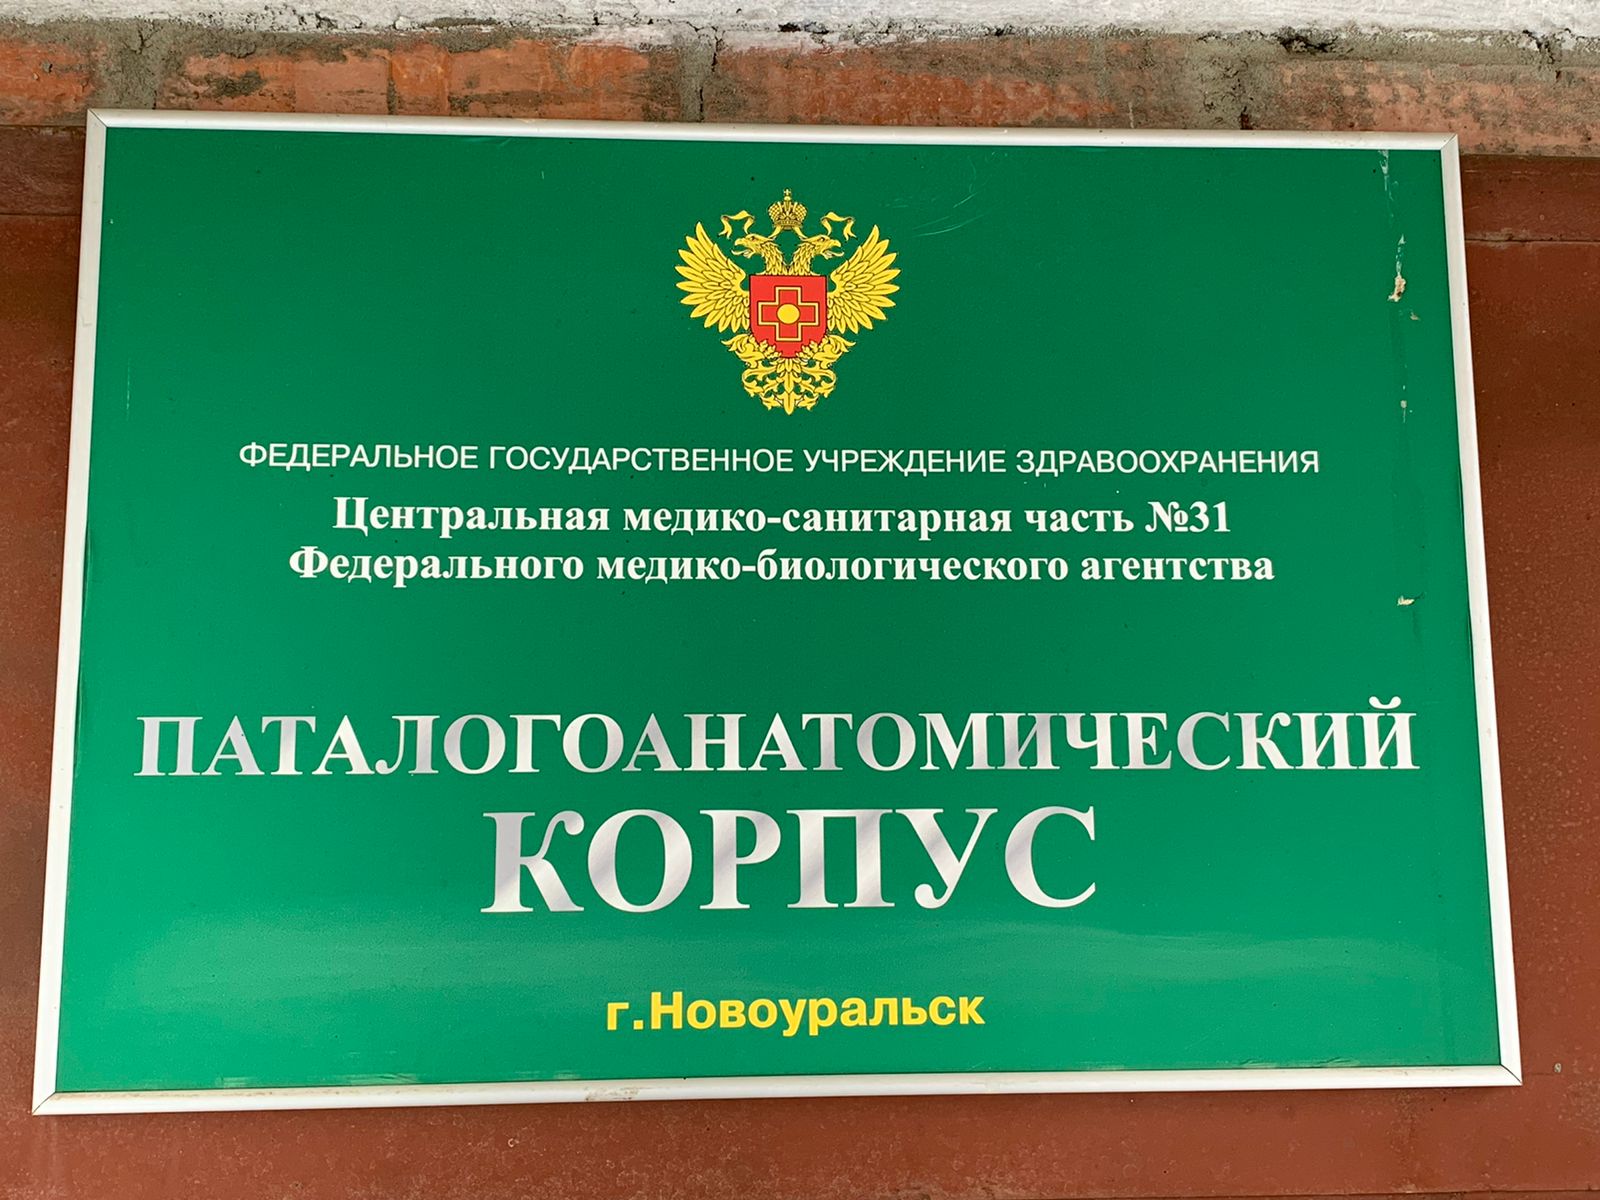 ФЕДЕРАЛЬНОЕ ГОСУДАРСТВЕННОЕ УЧРЕЖДЕНИЕ ЗДРАВООХРАНЕНИЯ
Центральная медико-санитарная часть №31
Федерального медико-биологического агентства
ПАТАЛОГОАНАТОМИЧЕСКИЙ
КОРПУС
г.Новоуральск